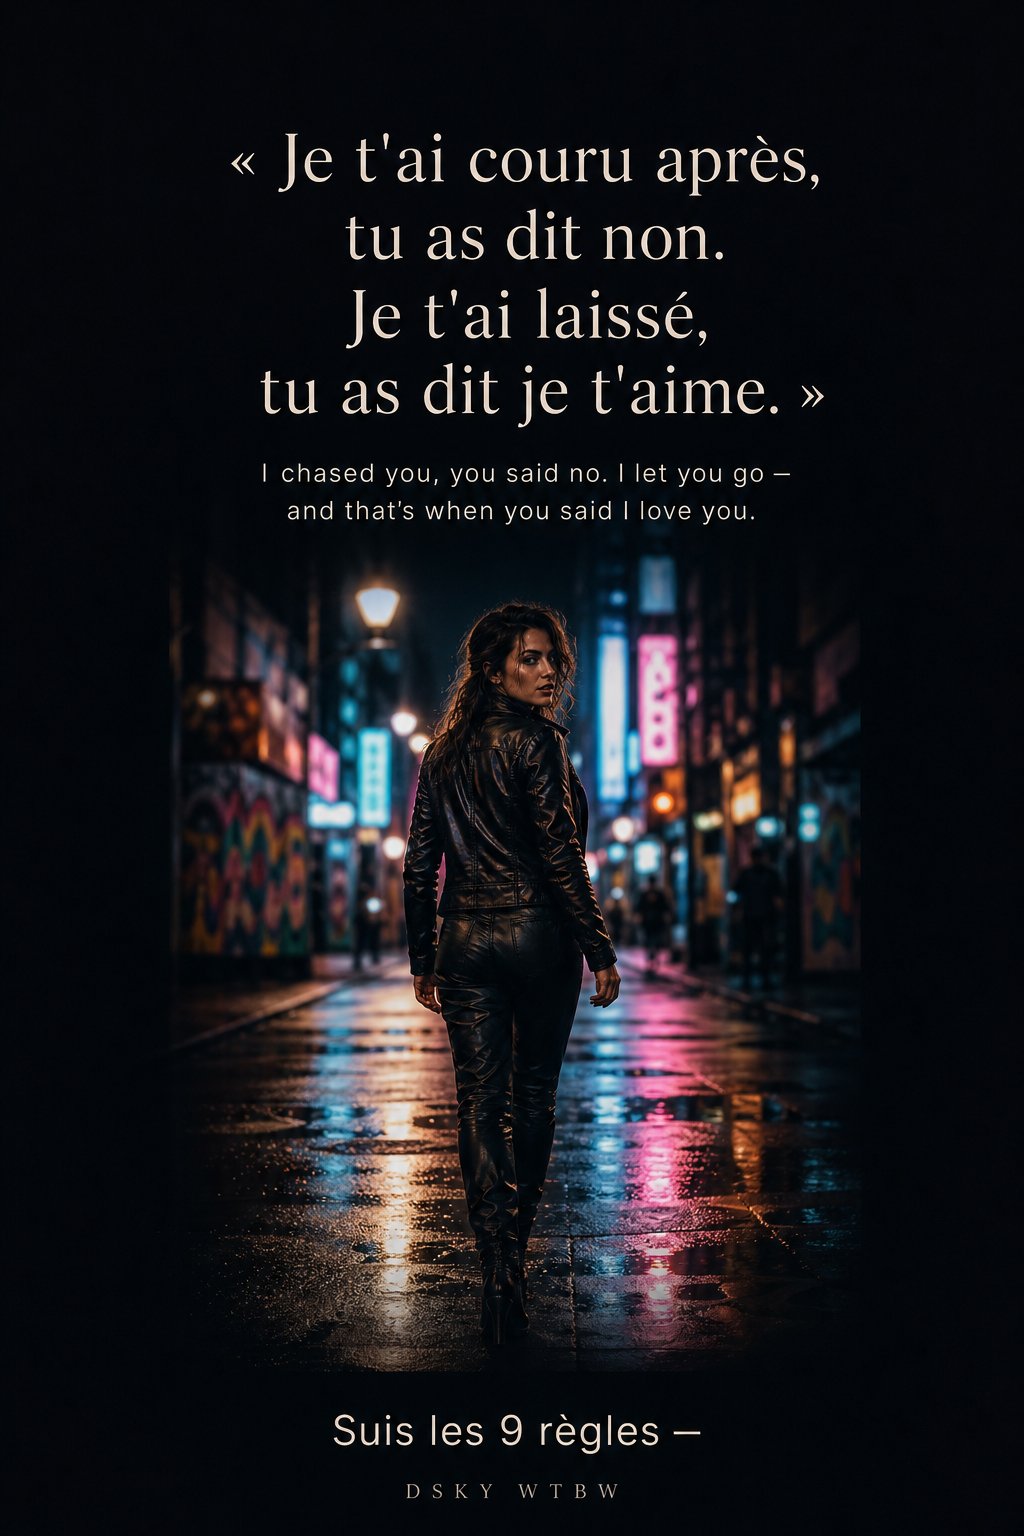 « Je t'ai couru après,
tu as dit non.
Je t'ai laissé,
tu as dit je t'aime. »
I chased you, you said no. I let you go –
and that's when you said I love you.
Suis les 9 règles –
DSKY WTBW